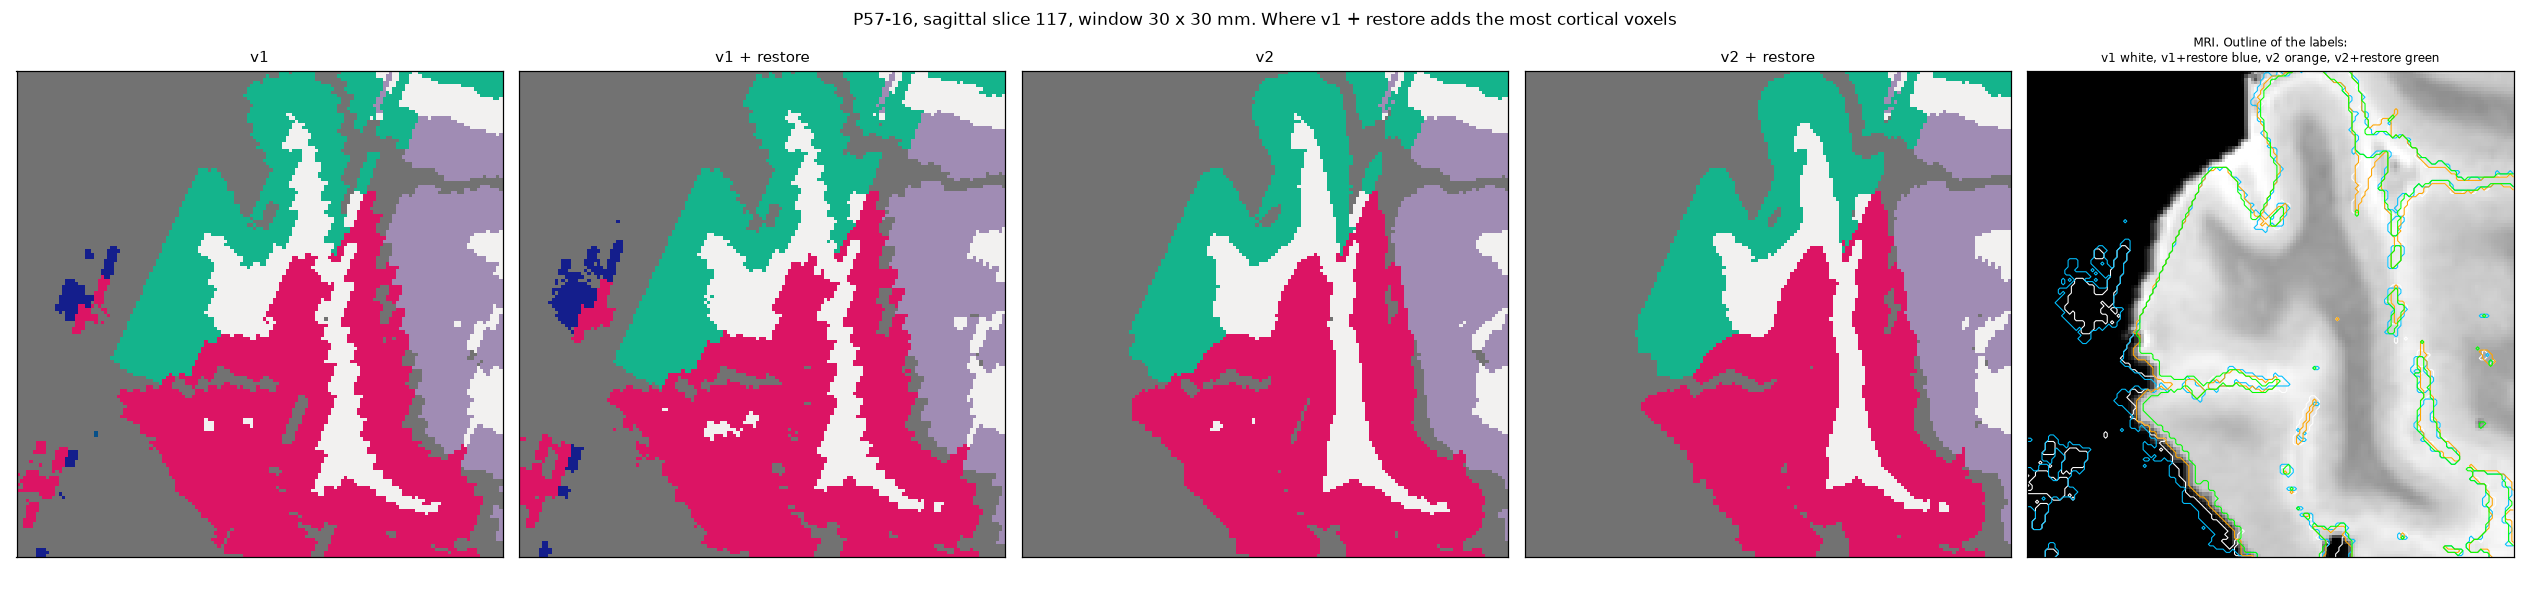 P57-16, sagittal slice 117, window 30 x 30 mm. Where v1 + restore adds the most cortical voxels
v1
v1 + restore
v2
v2 + restore
MRI. Outline of the labels:
v1 white, v1+restore blue, v2 orange, v2+restore green